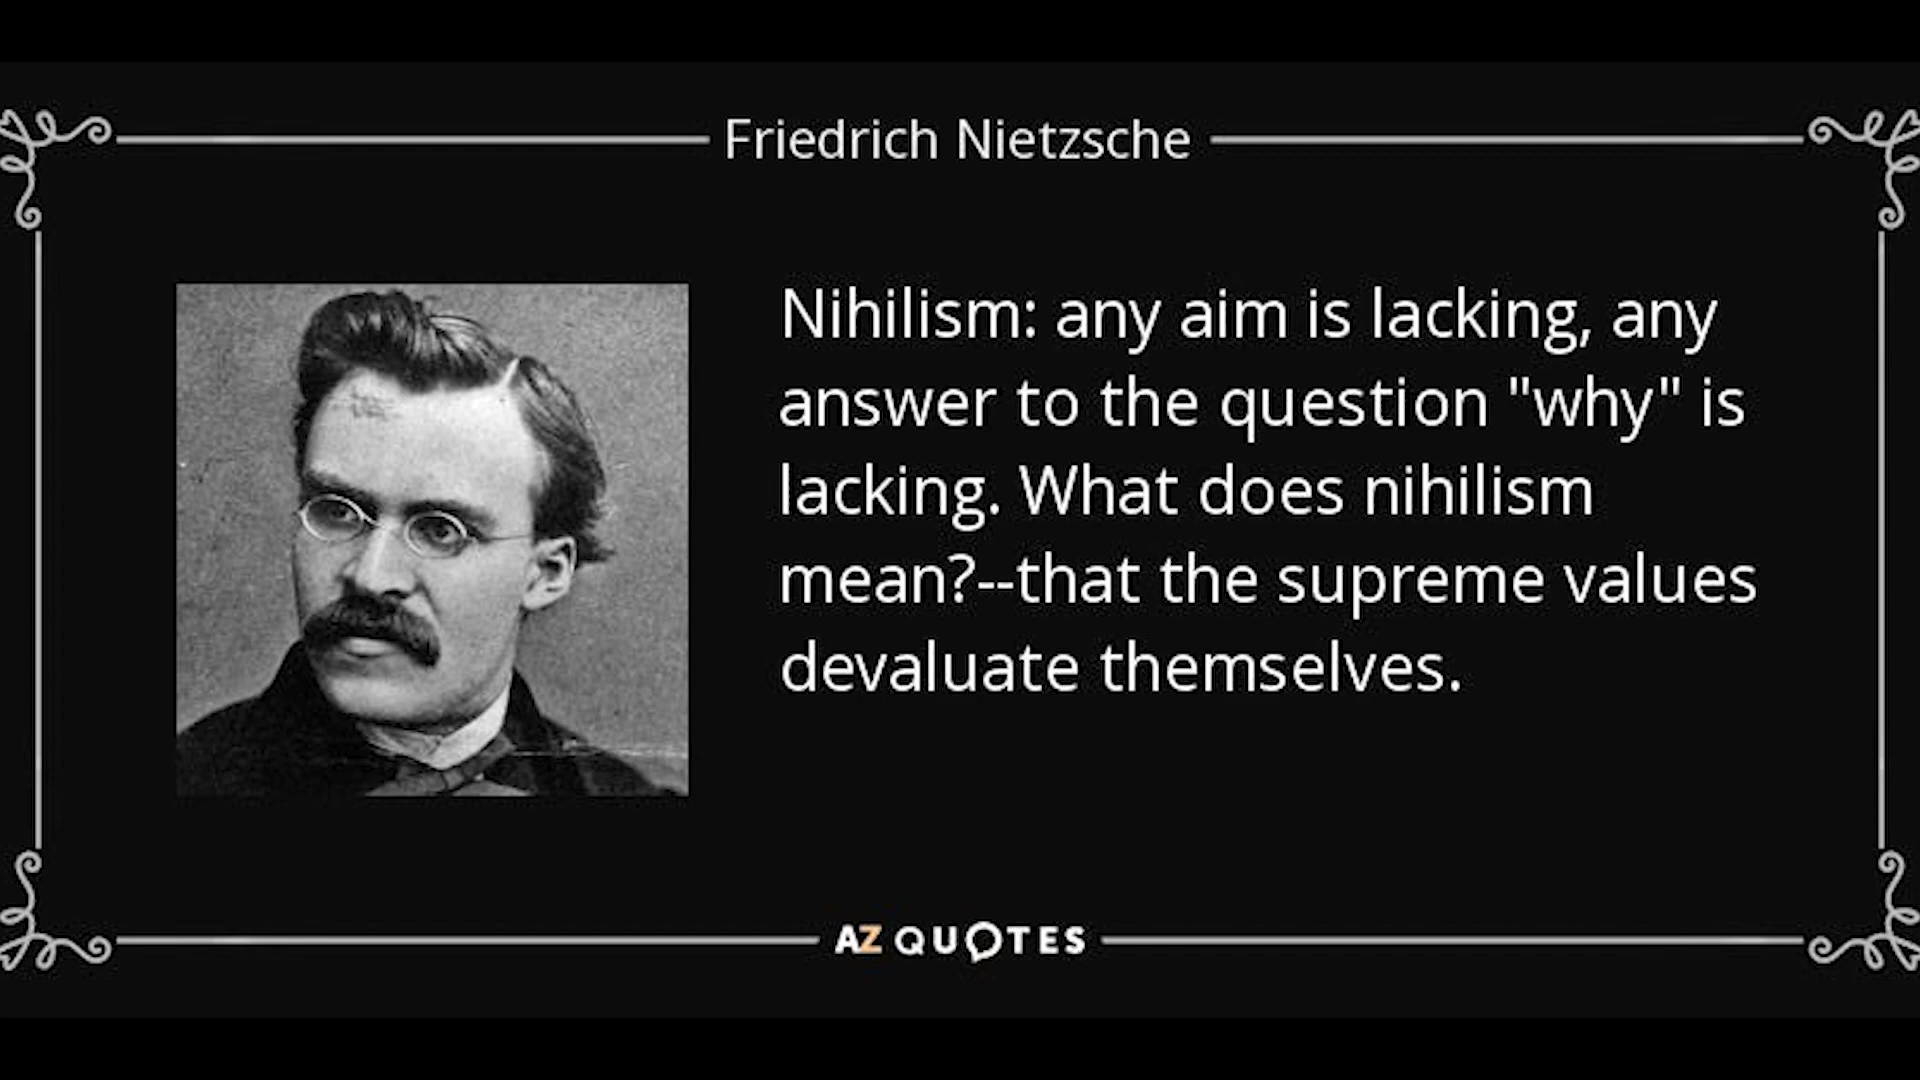 Friedrich Nietzsche
Nihilism: any aim is lacking, any
answer to the question "why" is
lacking. What does nihilism
mean?--that the supreme values
devaluate themselves.
AZ QUOTES